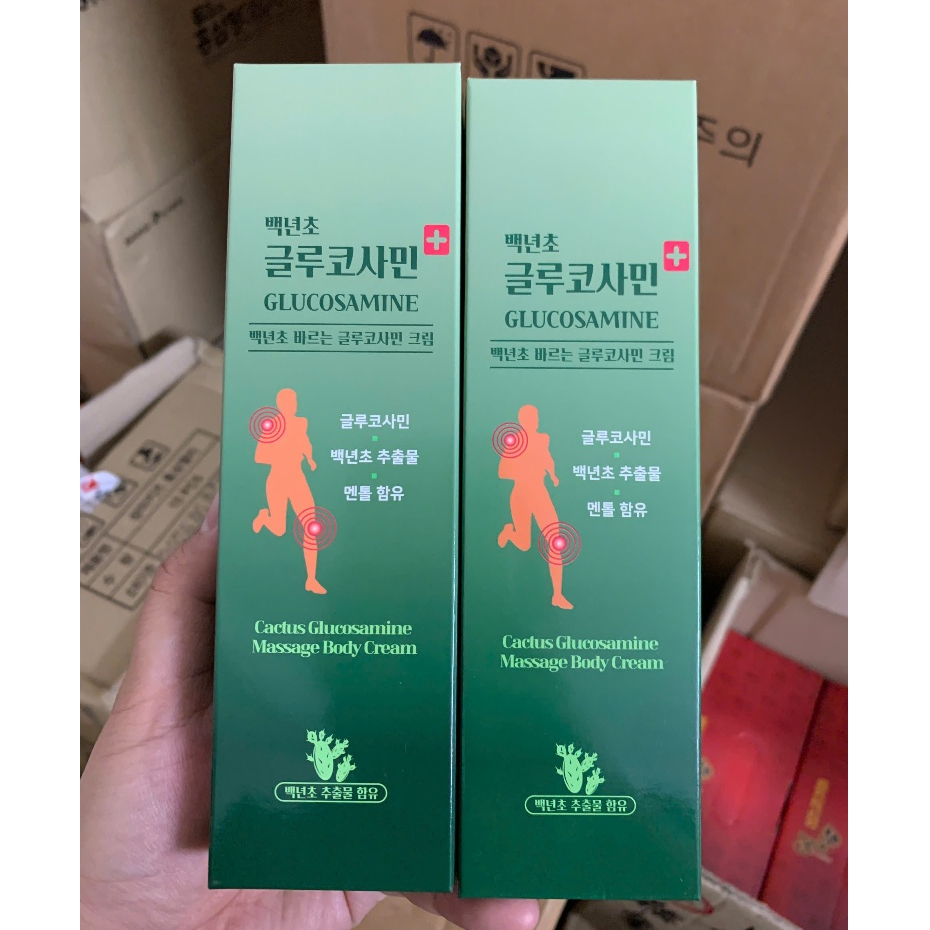 백년초
글루코사민
GLUCOSAMINE
백년초 바르는 글루코사민 크림
글루코사민
백년초 추출물
멘톨 함유
Cactus Glucosamine
Massage Body Cream
백년초 추출물 함유
백년초
글루코사민
GLUCOSAMINE
백년초 바르는 글루코사민 크림
글루코사민
백년초 추출물
멘톨 함유
Cactus Glucosamine
Massage Body Cream
백년초 추출물 함유
주의